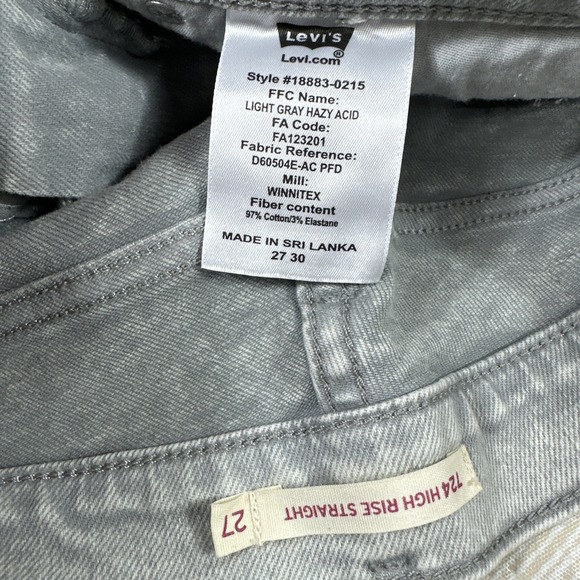 LEVI'S
®
Levi.com
Style #18883-0215
FFC Name:
LIGHT GRAY HAZY ACID
FA Code:
FA123201
Fabric Reference:
D60504E-AC PFD
Mill:
WINNITEX
Fiber content
97% Cotton/3% Elastane
MADE IN SRI LANKA
27 30
724 HIGH RISE STRAIGHT
27